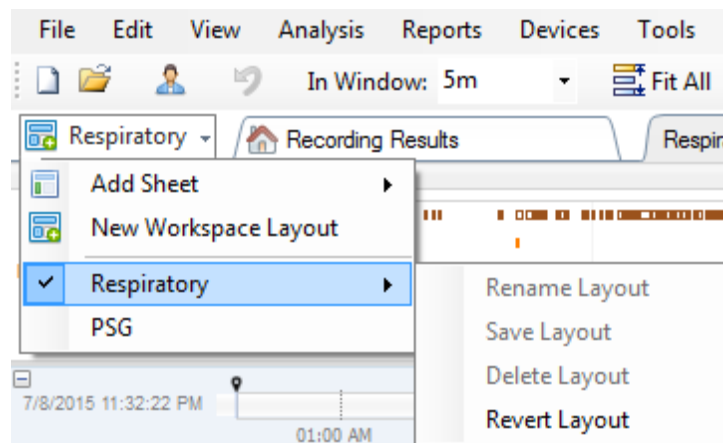 File Edit View Analysis Reports Devices Tools
In Window: 5m Fit All
Respiratory Recording Results Respir
Add Sheet
New Workspace Layout
Respiratory
PSG
Rename Layout
Save Layout
Delete Layout
Revert Layout
7/8/2015 11:32:22 PM
01:00 AM